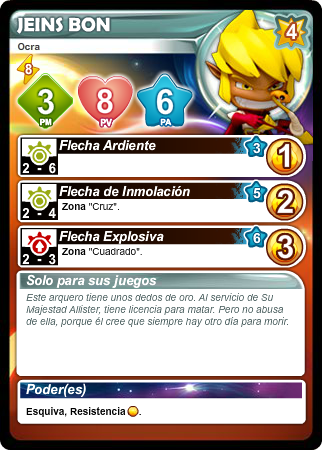 JEINS BON
4
Ocra
8
3
PM
8
PV
6
PA
Flecha Ardiente
3
1
2 - 6
Flecha de Inmolación
5
2
Zona "Cruz".
2 - 4
Flecha Explosiva
6
3
Zona "Cuadrado".
2 - 3
Solo para sus juegos
Este arquero tiene unos dedos de oro. Al servicio de Su
Majestad Allister, tiene licencia para matar. Pero no abusa
de ella, porque él cree que siempre hay otro día para morir.
Poder(es)
Esquiva, Resistencia .